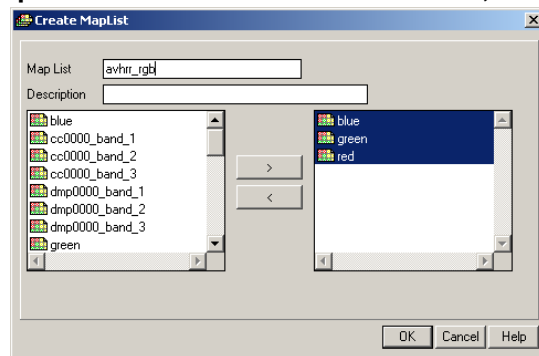 Create MapList
Map List avhrr_rgb
Description
blue
cc0000_band_1
cc0000_band_2
cc0000_band_3
dmp0000_band_1
dmp0000_band_2
dmp0000_band_3
green
>
<
blue
green
red
OK Cancel Help